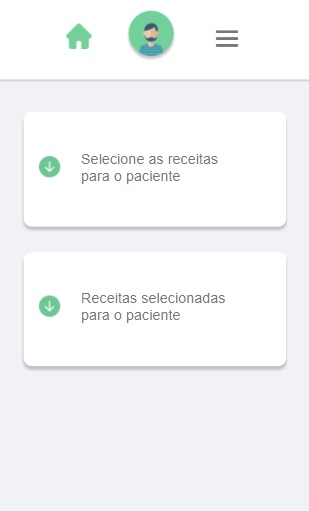 Selecione as receitas
para o paciente
Receitas selecionadas
para o paciente